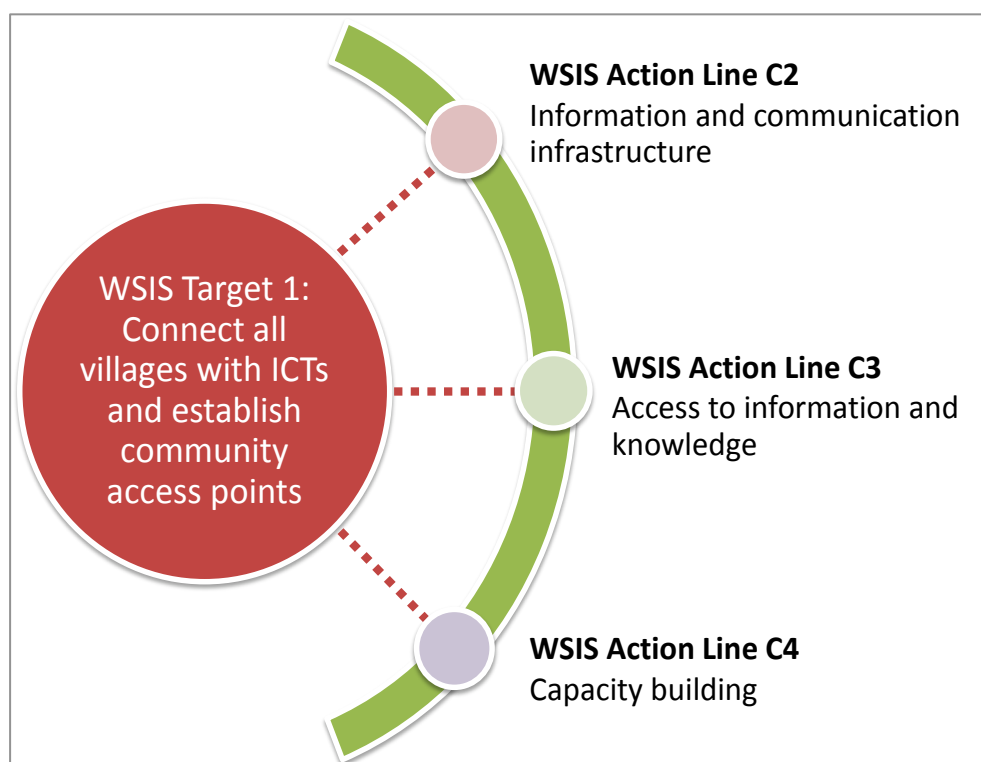 WSIS Target 1:
Connect all
villages with ICTs
and establish
community
access points
WSIS Action Line C2
Information and communication
infrastructure
WSIS Action Line C3
Access to information and
knowledge
WSIS Action Line C4
Capacity building